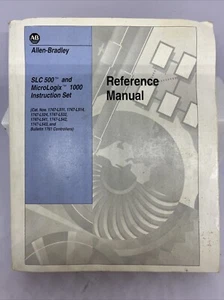 AB
Allen-Bradley
SLC 500™ and
MicroLogix™ 1000
Instruction Set
Reference
Manual
(Cat. Nos. 1747-L511, 1747-L514,
1747-L524, 1747-L532,
1747-L541, 1747-L542,
1747-L543, and
Bulletin 1761 Controllers)